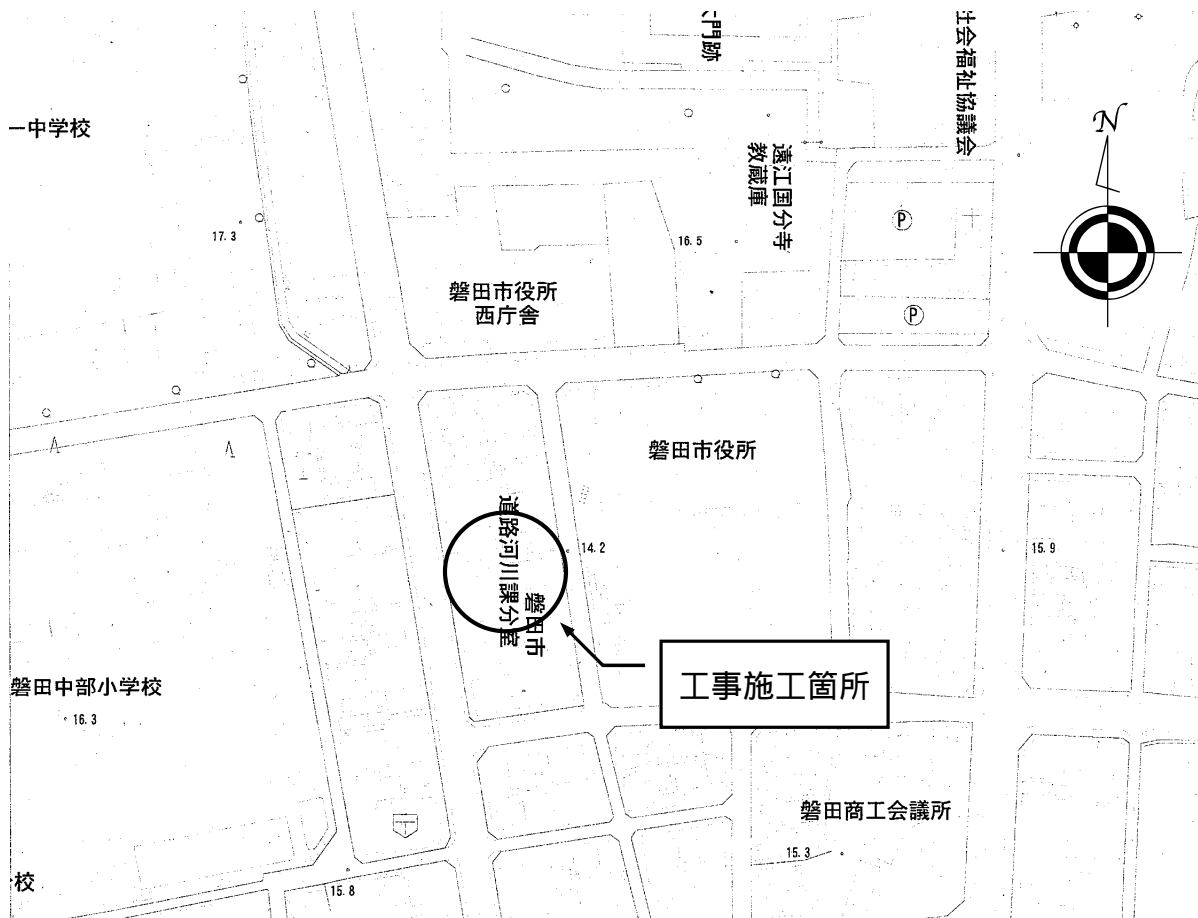 大門跡
社会福祉協議会
N
一中学校
遠江国分寺
教蔵庫
P
17.3
16.5
磐田市役所
西庁舎
P
磐田市役所
道路河川課分室
磐田市
14.2
15.9
工事施工箇所
磐田中部小学校
16.3
磐田商工会議所
15.3
校
15.8